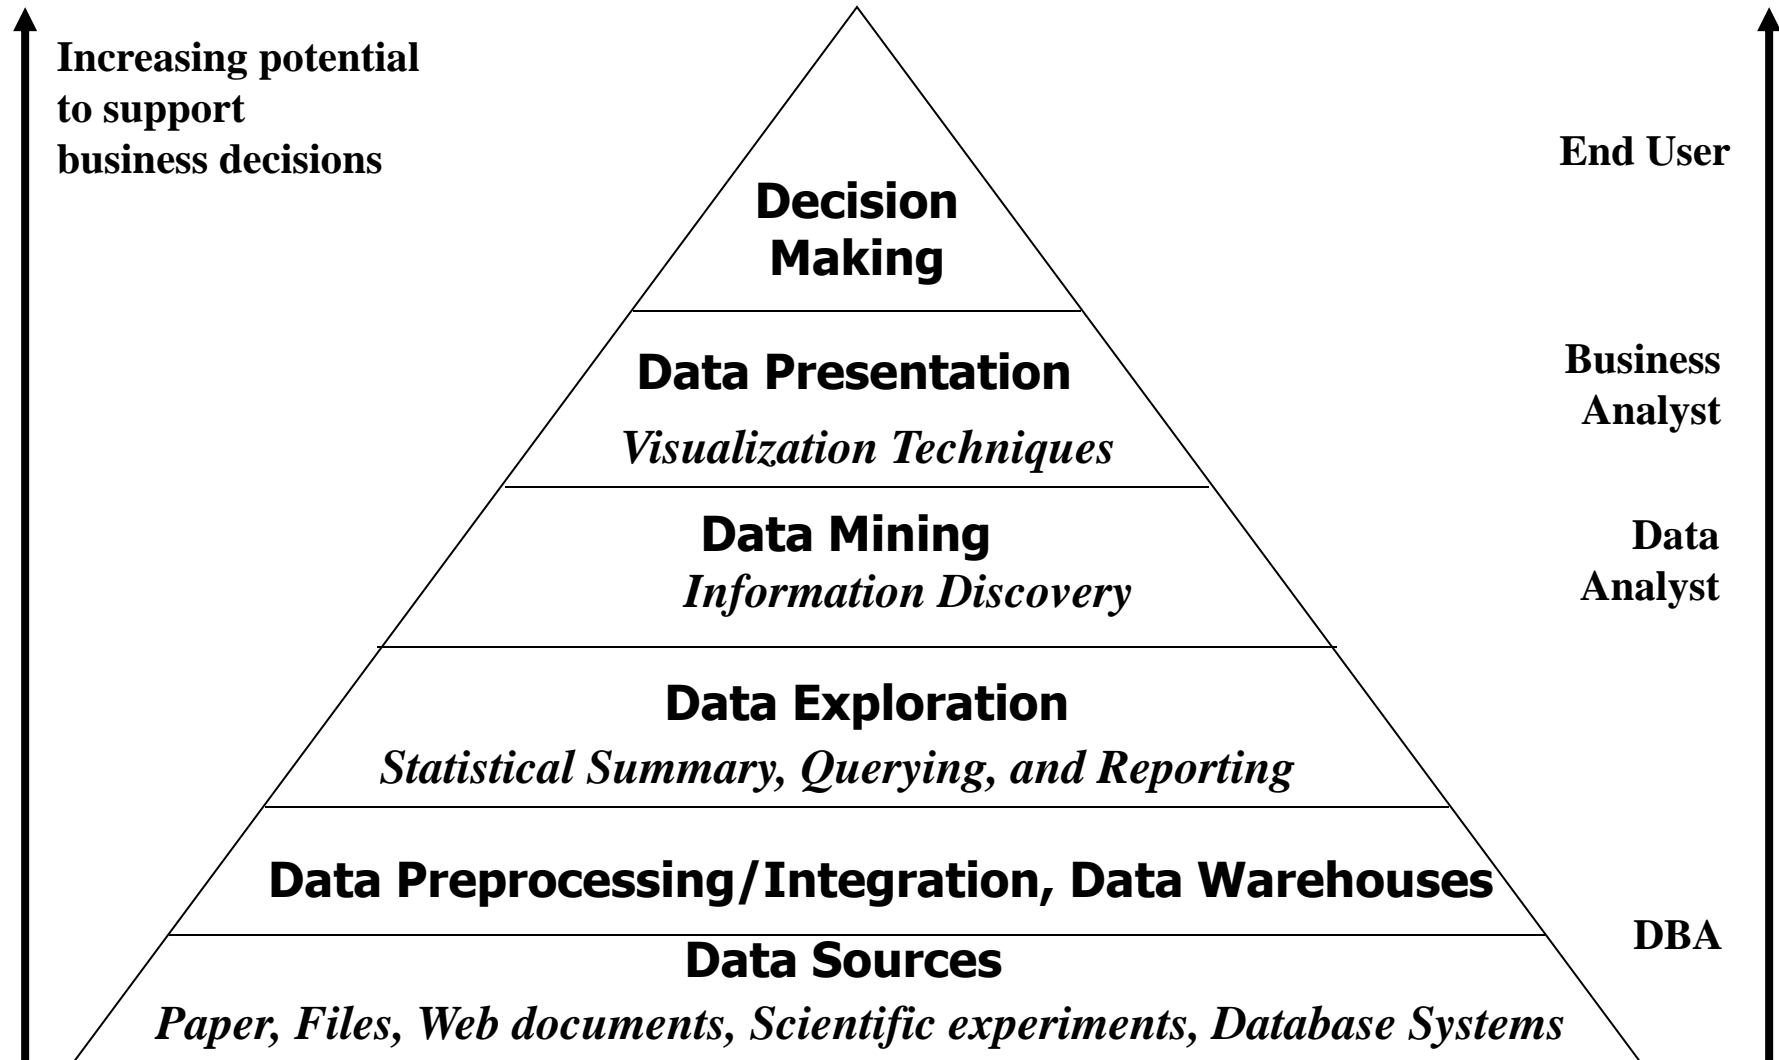 Increasing potential
to support
business decisions
End User
Decision
Making
Business
Analyst
Data Presentation
Visualization Techniques
Data Mining
Information Discovery
Data
Analyst
Data Exploration
Statistical Summary, Querying, and Reporting
Data Preprocessing/Integration, Data Warehouses
DBA
Data Sources
Paper, Files, Web documents, Scientific experiments, Database Systems